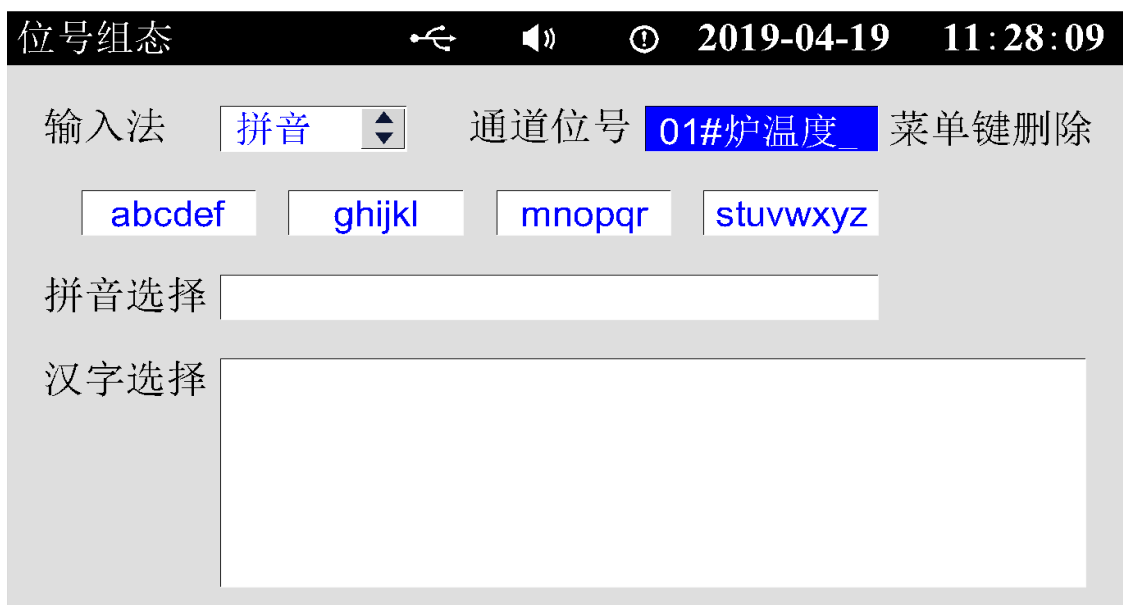 位号组态 2019-04-19 11:28:09
输入法 拼音 通道位号 01#炉温度_ 菜单键删除
abcdef ghijkl mnopqr stuvwxyz
拼音选择
汉字选择